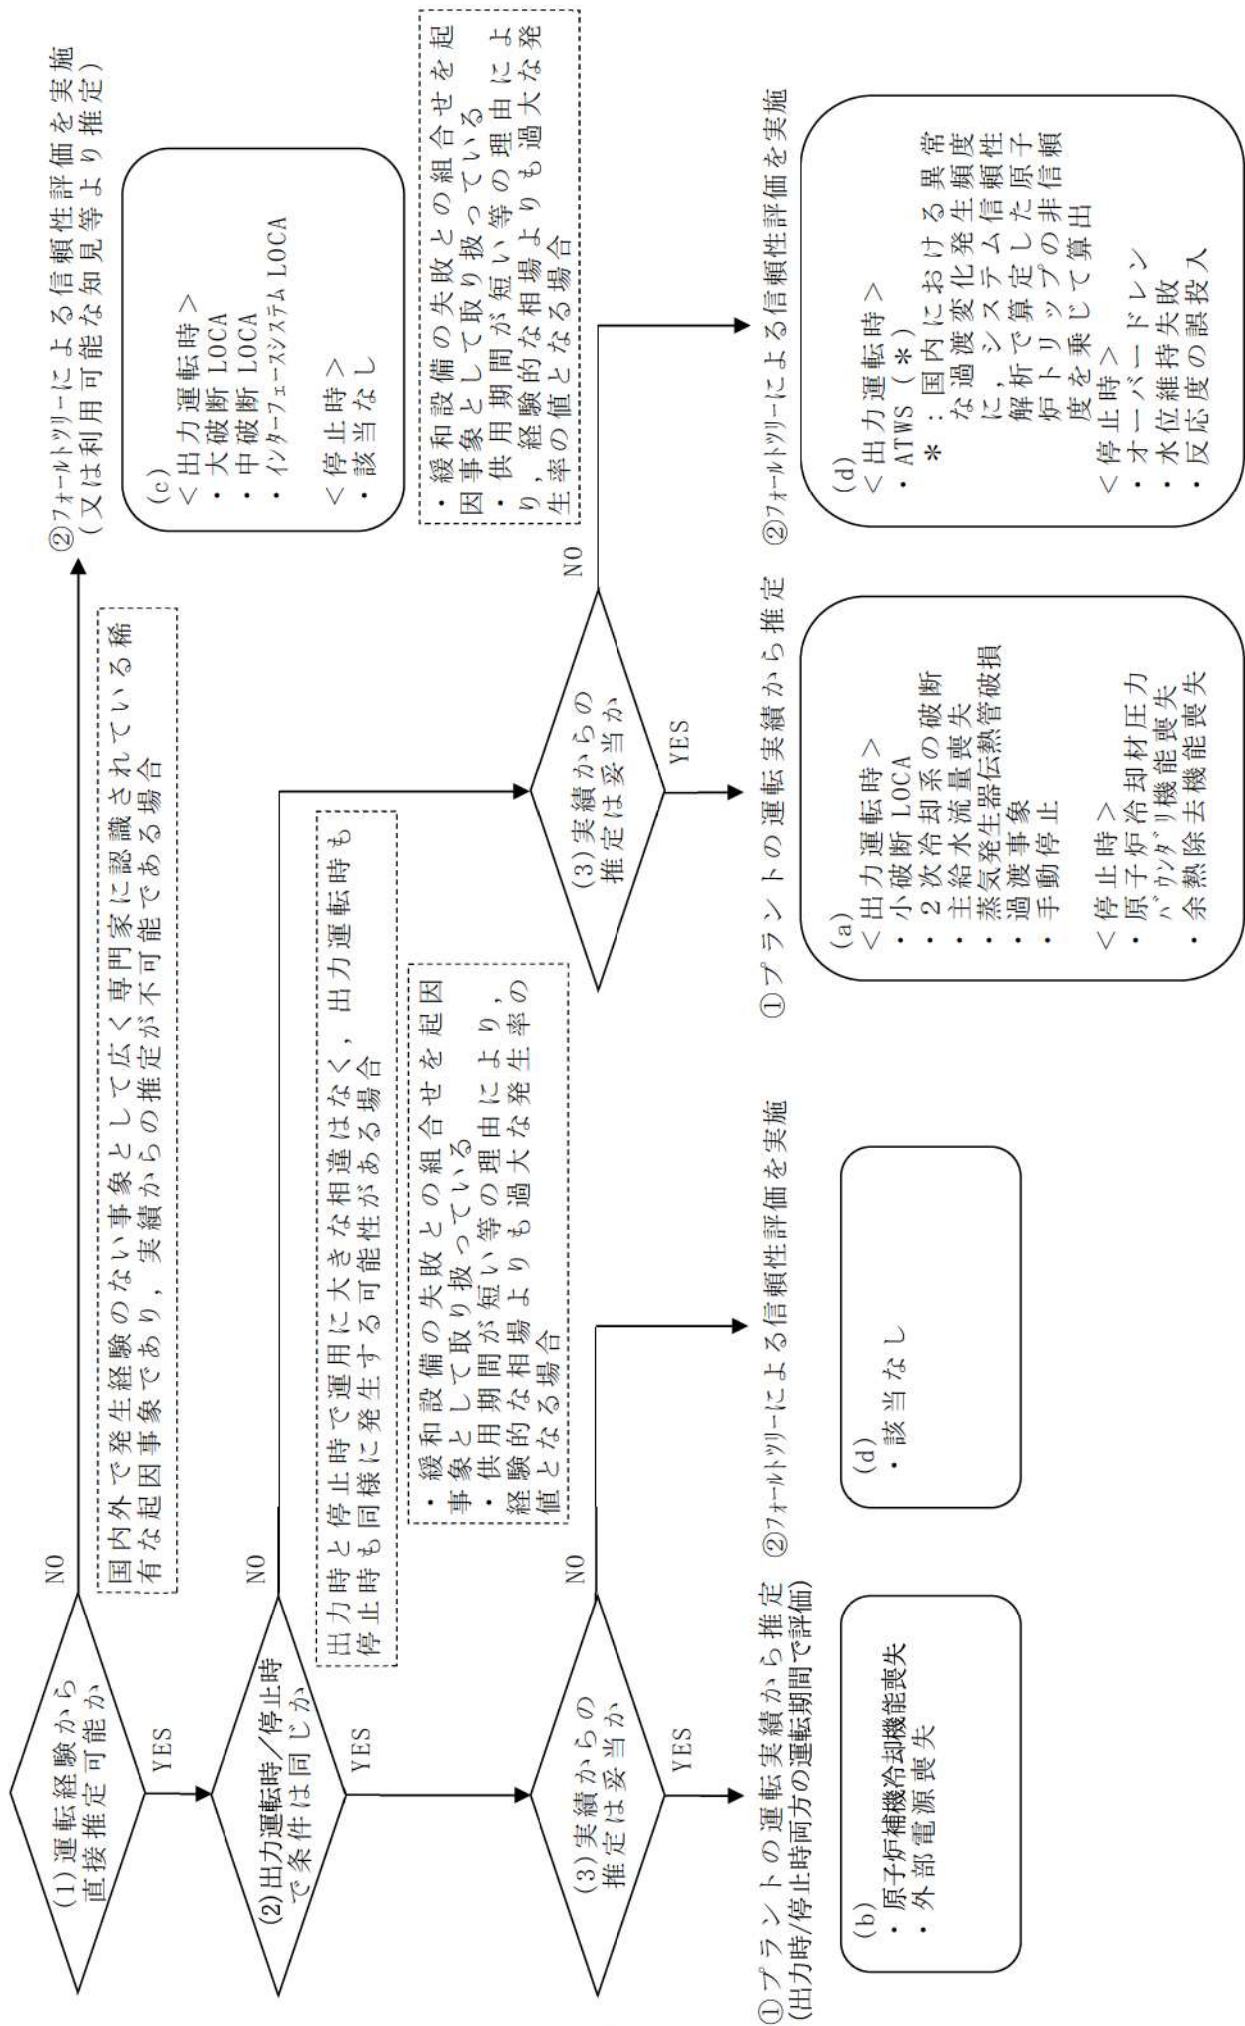 (1)運転経験から
直接推定可能か
NO
YES
国内外で発生経験のない事象として広く専門家に認識されている稀
有な起因事象であり，実績からの推定が不可能である場合
②フォールトツリーによる信頼性評価を実施
(又は利用可能な知見等より推定)
(c)
＜出力運転時＞
・大破断 LOCA
・中破断 LOCA
・インターフェースシステム LOCA
＜停止時＞
・該当なし
(2)出力運転時／停止時
で条件は同じか
NO
YES
出力時と停止時で運用に大きな相違はなく，出力運転時も
停止時も同様に発生する可能性がある場合
(3)実績からの
推定は妥当か
NO
YES
・緩和設備の失敗との組合せを起因
事象として取り扱っている
・供用期間が短い等の理由により，
経験的な相場よりも過大な発生率の
値となる場合
①プラントの運転実績から推定
(出力時/停止時両方の運転期間で評価)
(b)
・原子炉補機冷却機能喪失
・外部電源喪失
②フォールトツリーによる信頼性評価を実施
(d)
・該当なし
(3)実績からの
推定は妥当か
NO
YES
・緩和設備の失敗との組合せを起
因事象として取り扱っている
・供用期間が短い等の理由によ
り，経験的な相場よりも過大な発
生率の値となる場合
①プラントの運転実績から推定
(a)
＜出力運転時＞
・小破断 LOCA
・２次冷却系の破断
・主給水流量喪失
・蒸気発生器伝熱管破損
・過渡事象
・手動停止
＜停止時＞
・原子炉冷却材圧力
バウンダリ機能喪失
・余熱除去機能喪失
②フォールトツリーによる信頼性評価を実施
(d)
＜出力運転時＞
・ATWS (＊)
＊：国内における異常
な過渡変化発生頻度
に，システム信頼性
解析で算定した原子
炉トリップの非信頼
度を乗じて算出
＜停止時＞
・オーバードレン
・水位維持失敗
・反応度の誤投入